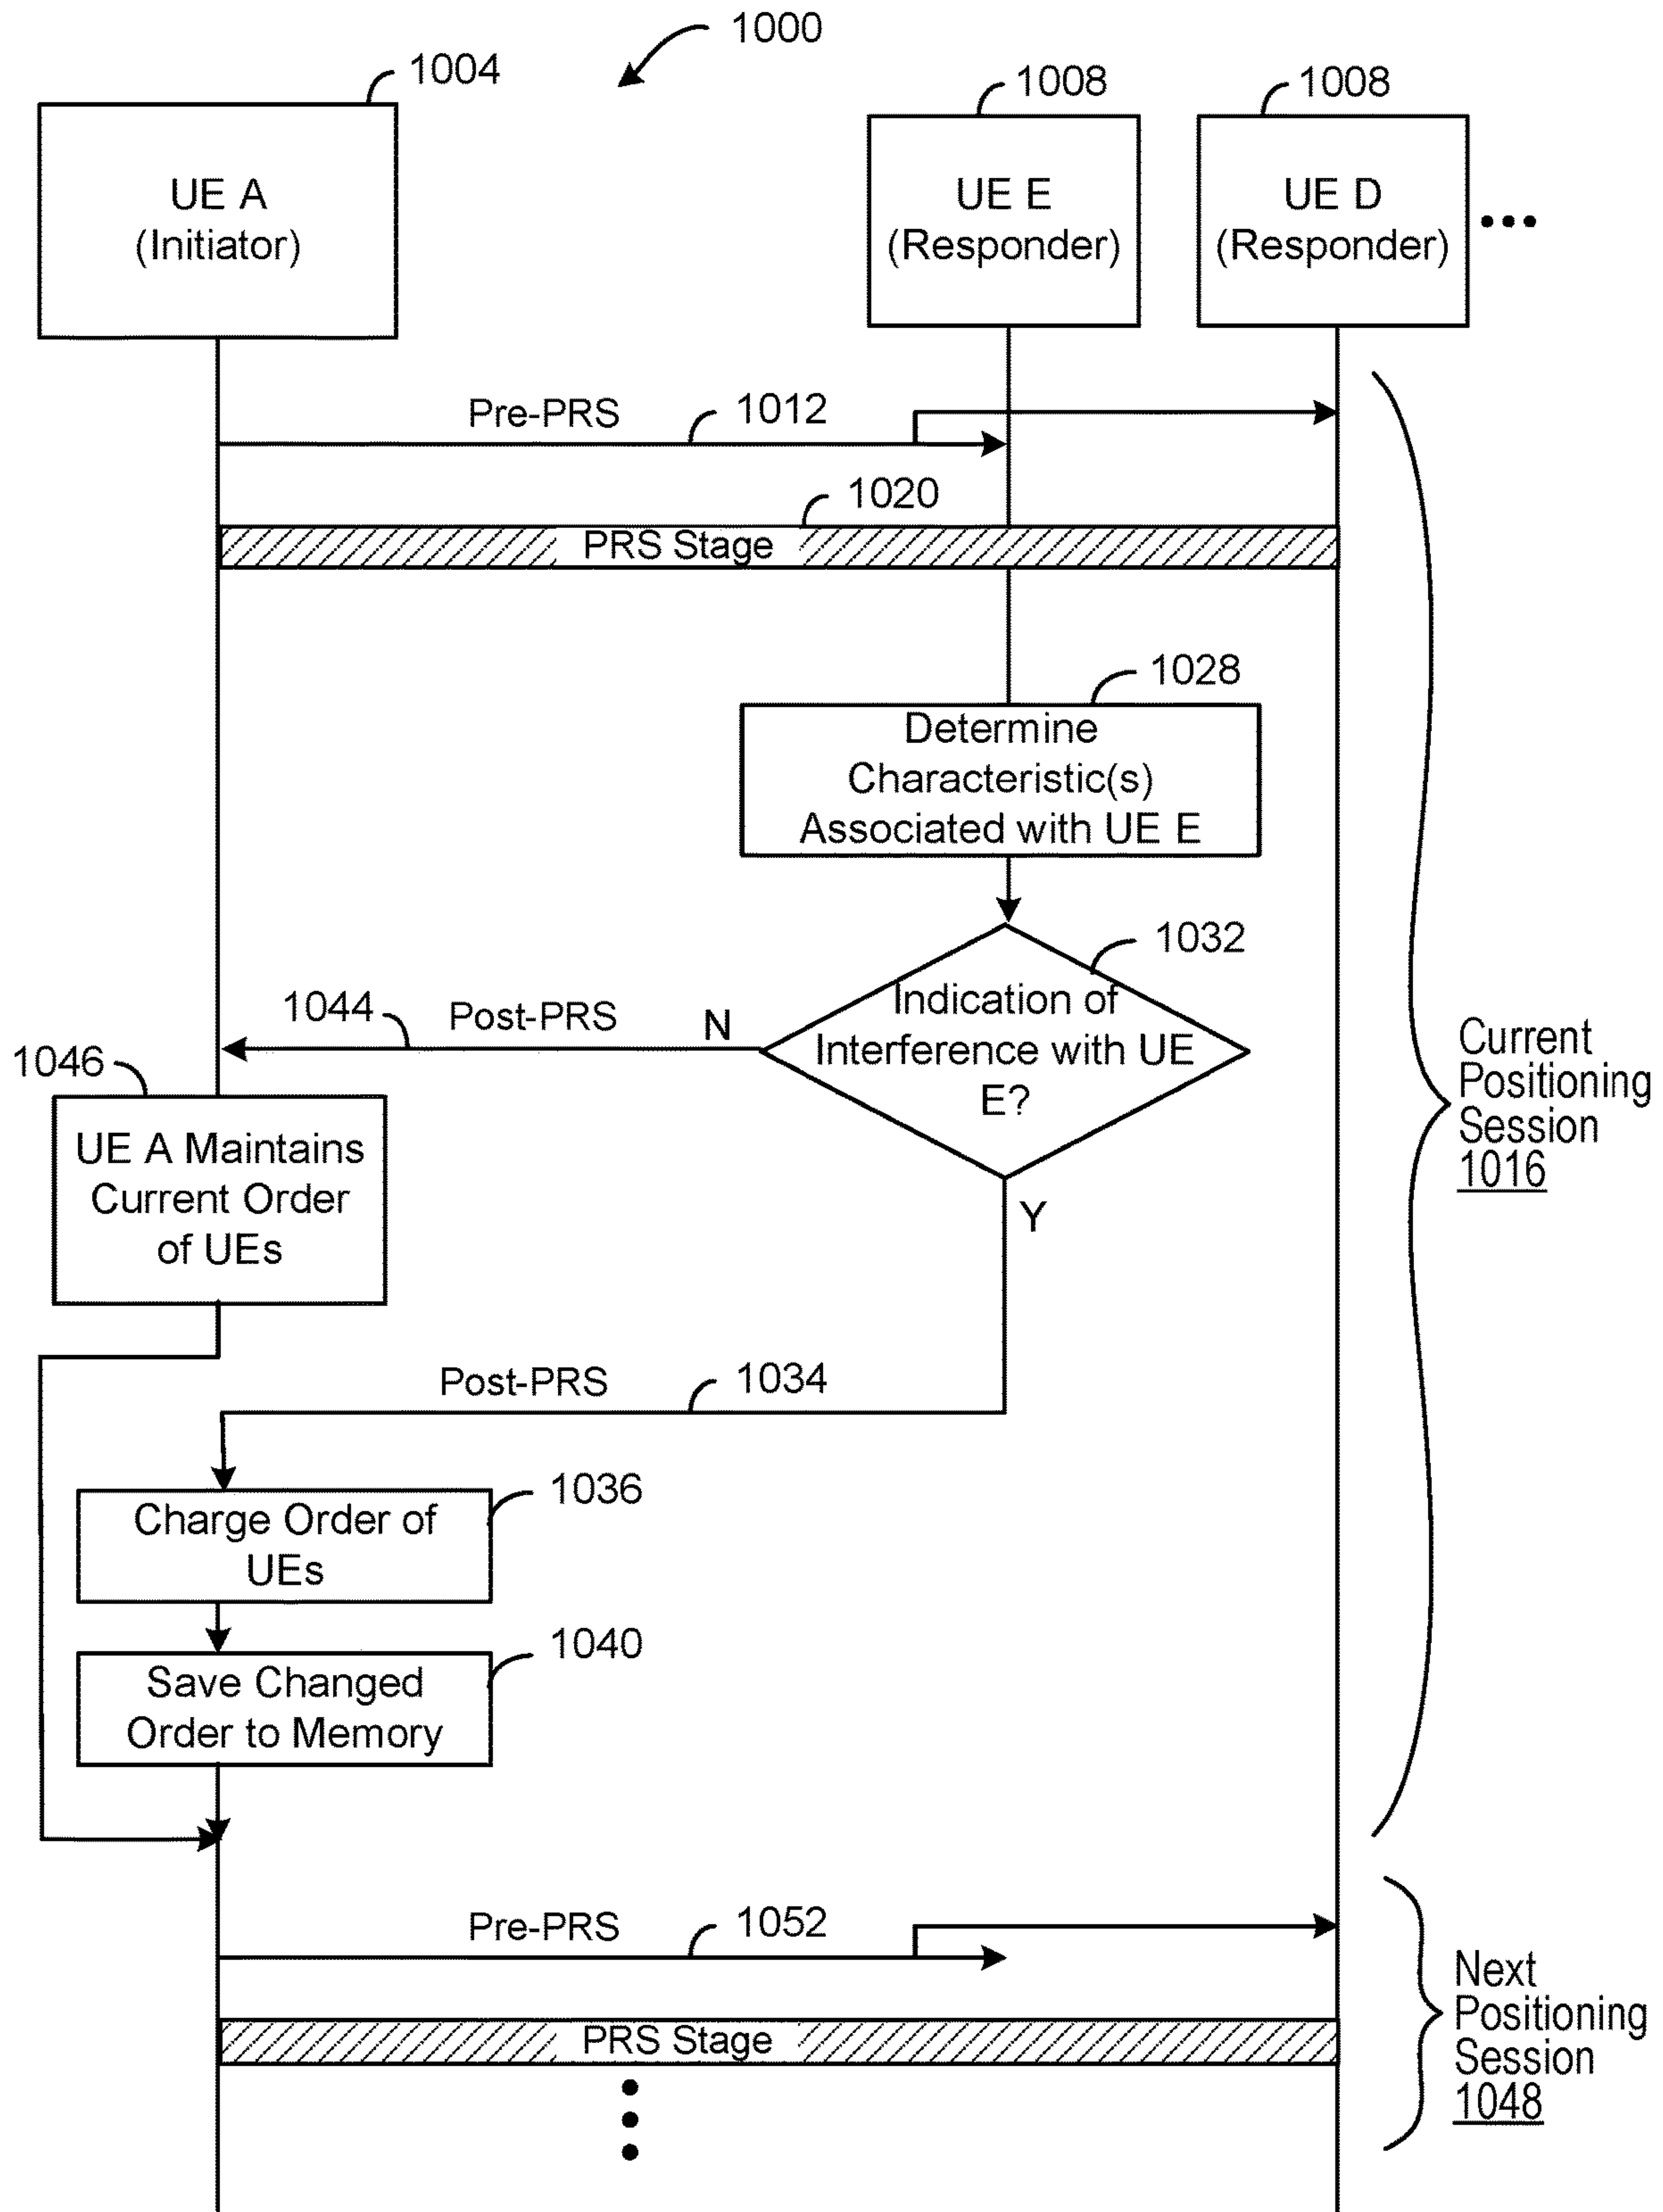 1000
1004
1008
1008
UE A
(Initiator)
UE E
(Responder)
UE D
(Responder)
Pre-PRS
1012
1020
PRS Stage
1028
Determine
Characteristic(s)
Associated with UE E
1032
Indication of
Interference with UE
E?
N
Post-PRS
1044
1046
UE A Maintains
Current Order
of UEs
Y
Current
Positioning
Session
1016
Post-PRS
1034
Charge Order of
UEs
1036
Save Changed
Order to Memory
1040
Pre-PRS
1052
PRS Stage
Next
Positioning
Session
1048